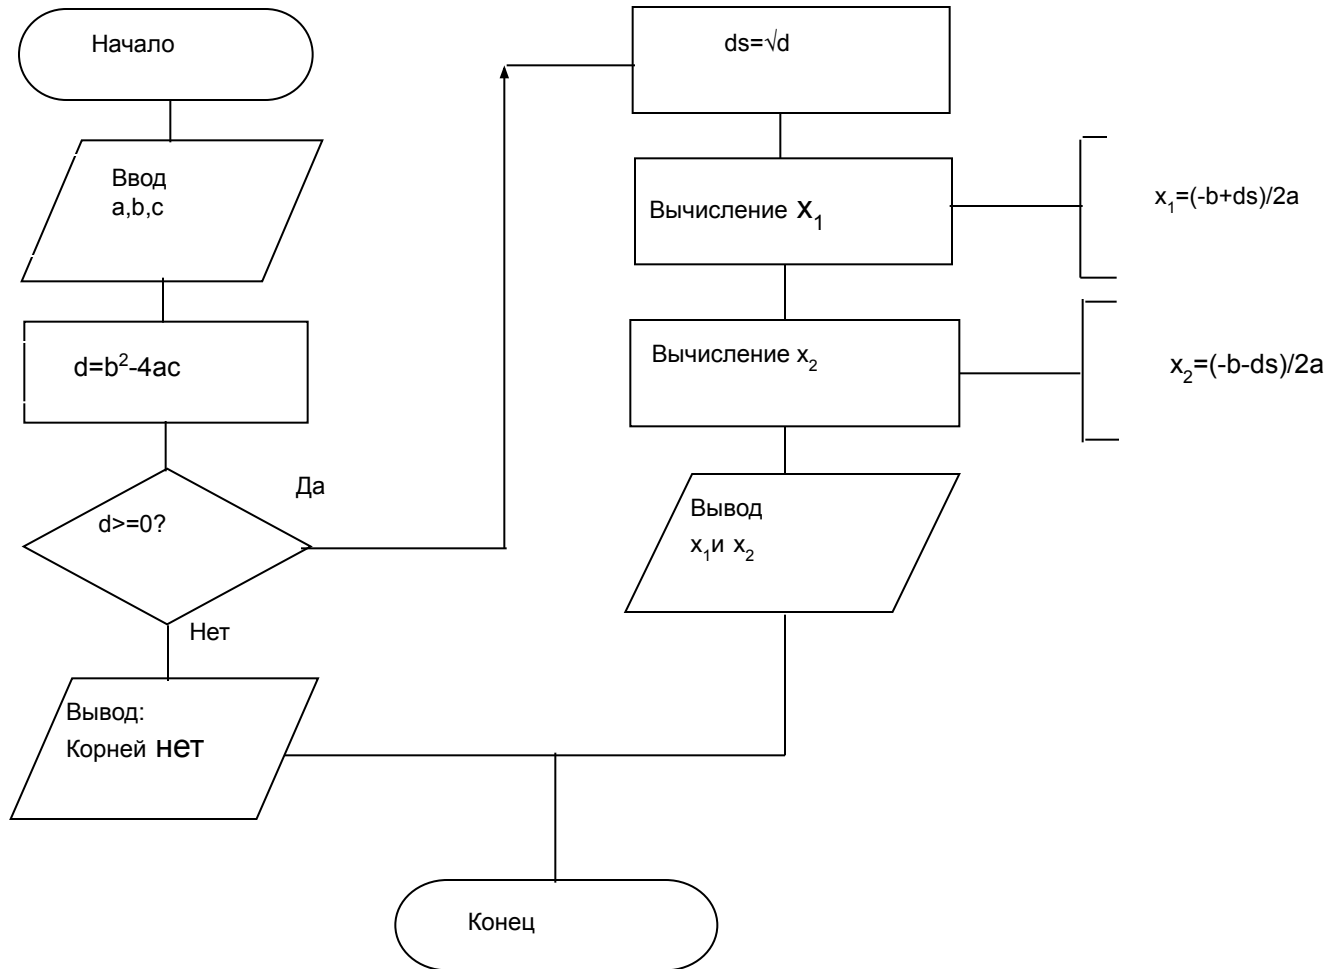 Начало
Ввод
a,b,c
d=b²-4ac
d>=0?
Да
Нет
Вывод:
Корней нет
ds=√d
Вычисление x₁
x₁=(-b+ds)/2a
Вычисление x₂
x₂=(-b-ds)/2a
Вывод
x₁и x₂
Конец